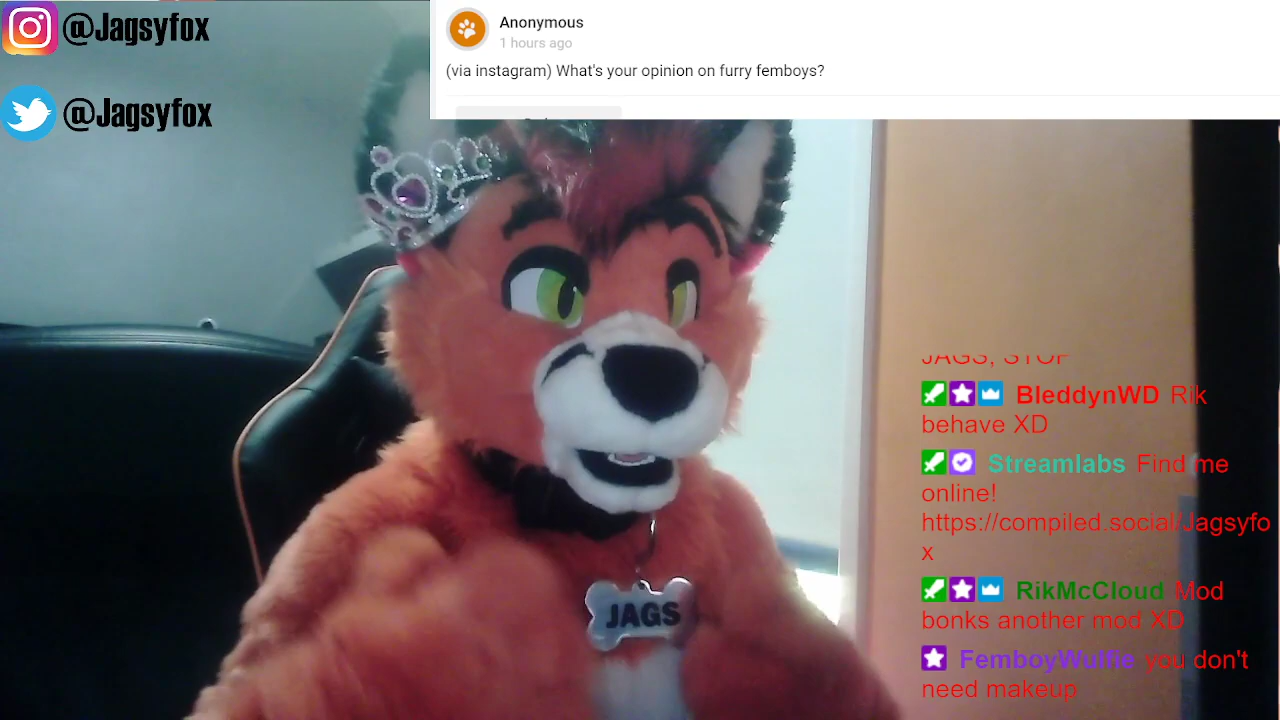 @Jagsyfox
@Jagsyfox
Anonymous
1 hours ago
(via instagram) What's your opinion on furry femboys?
JAGS, STOP
BleddynWD Rik
behave XD
Streamlabs Find me
online!
https://compiled.social/Jagsyfo
x
RikMcCloud Mod
bonks another mod XD
FemboyWuffie you don't
need makeup
JAGS